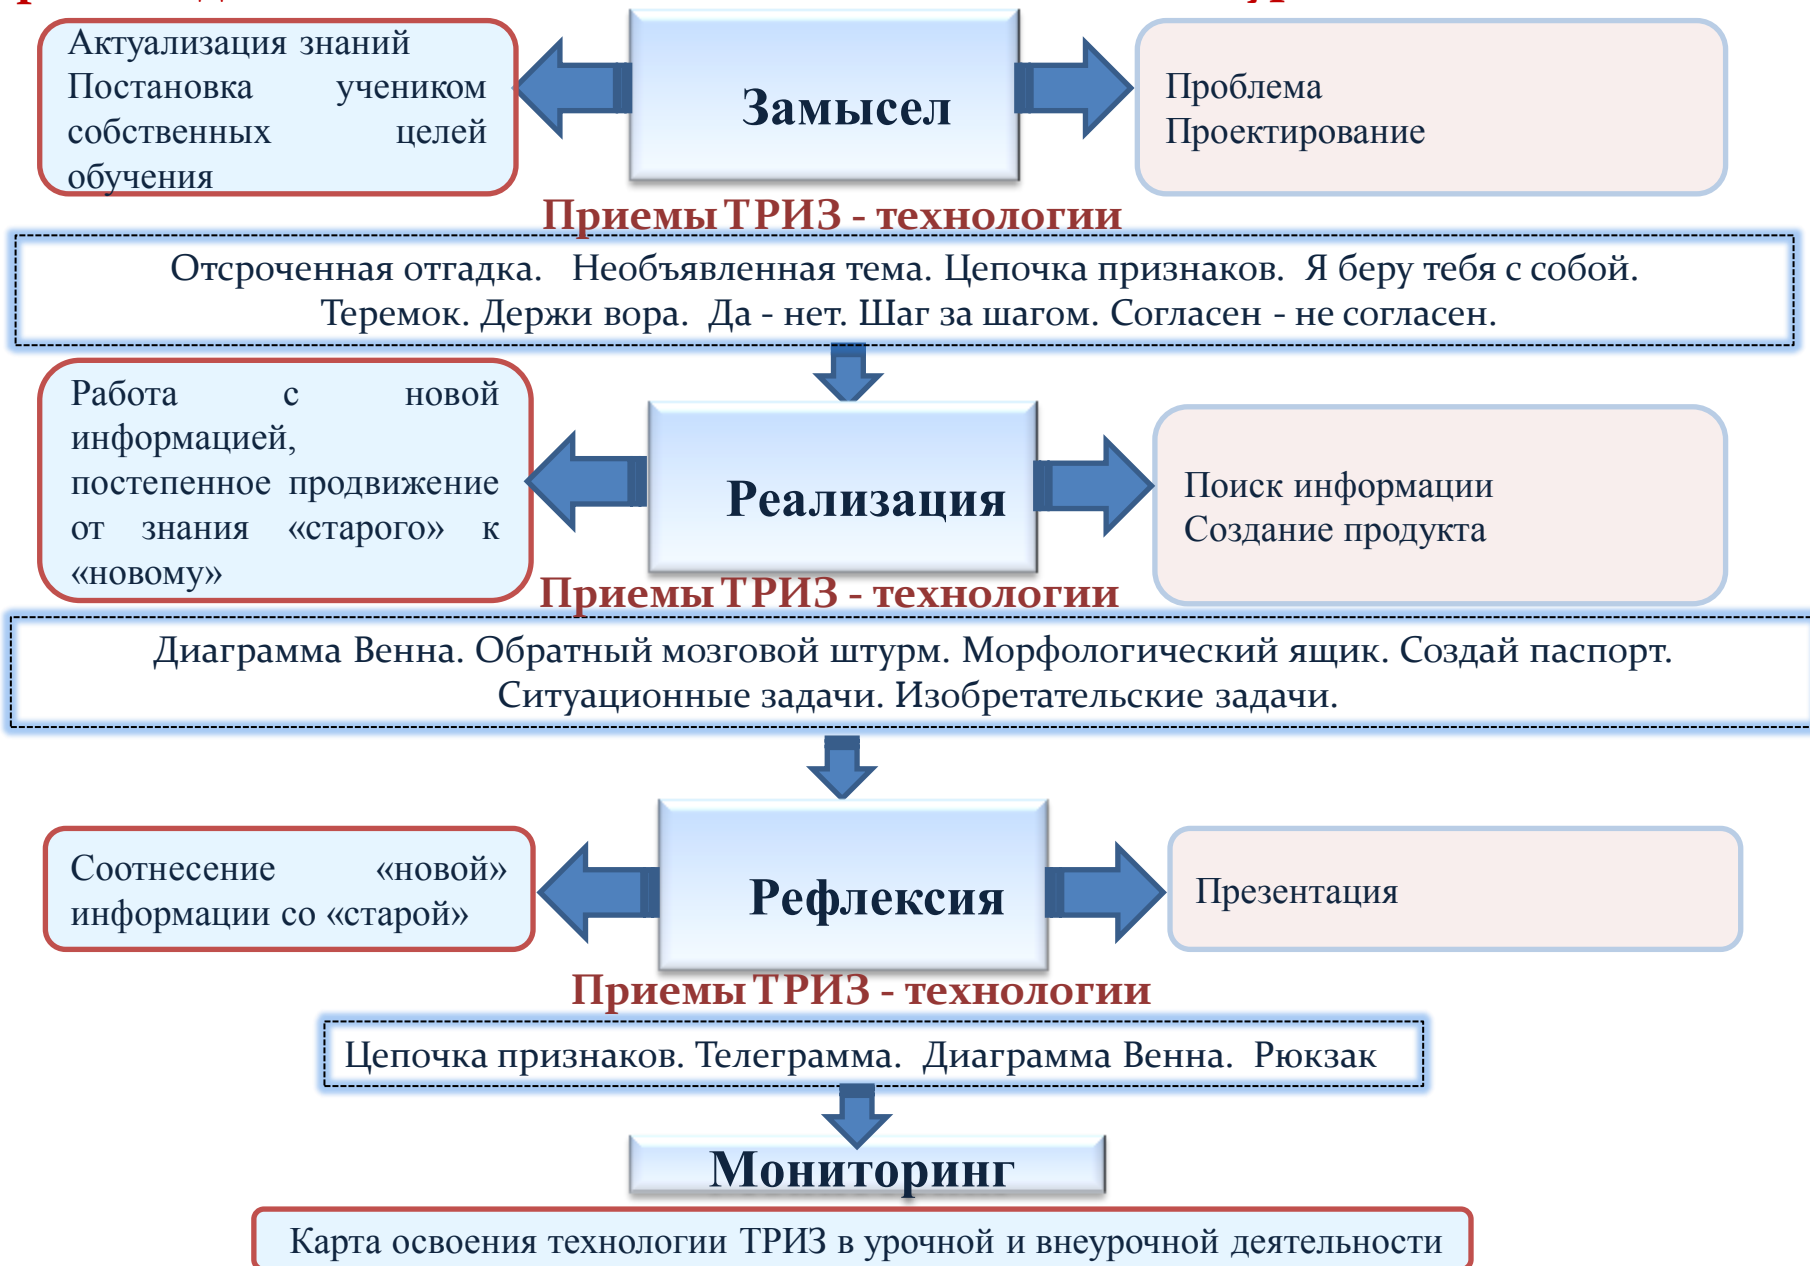 Актуализация знаний
Постановка учеником
собственных целей
обучения
Замысел
Проблема
Проектирование
Приемы ТРИЗ - технологии
Отсроченная отгадка. Необъявленная тема. Цепочка признаков. Я беру тебя с собой.
Теремок. Держи вора. Да - нет. Шаг за шагом. Согласен - не согласен.
Работа с новой
информацией,
постепенное продвижение
от знания «старого» к
«новому»
Реализация
Поиск информации
Создание продукта
Приемы ТРИЗ - технологии
Диаграмма Венна. Обратный мозговой штурм. Морфологический ящик. Создай паспорт.
Ситуационные задачи. Изобретательские задачи.
Соотнесение «новой»
информации со «старой»
Рефлексия
Презентация
Приемы ТРИЗ - технологии
Цепочка признаков. Телеграмма. Диаграмма Венна. Рюкзак
Мониторинг
Карта освоения технологии ТРИЗ в урочной и внеурочной деятельности